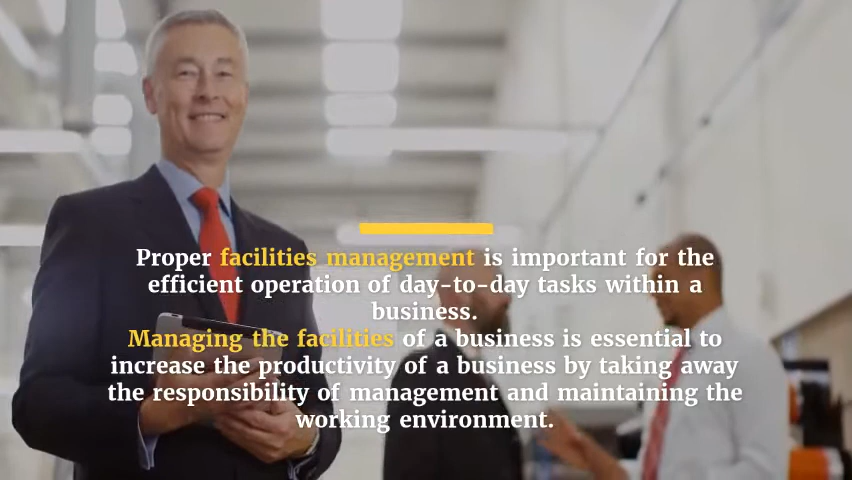 Proper facilities management is important for the
efficient operation of day-to-day tasks within a
business.
Managing the facilities of a business is essential to
increase the productivity of a business by taking away
the responsibility of management and maintaining the
working environment.